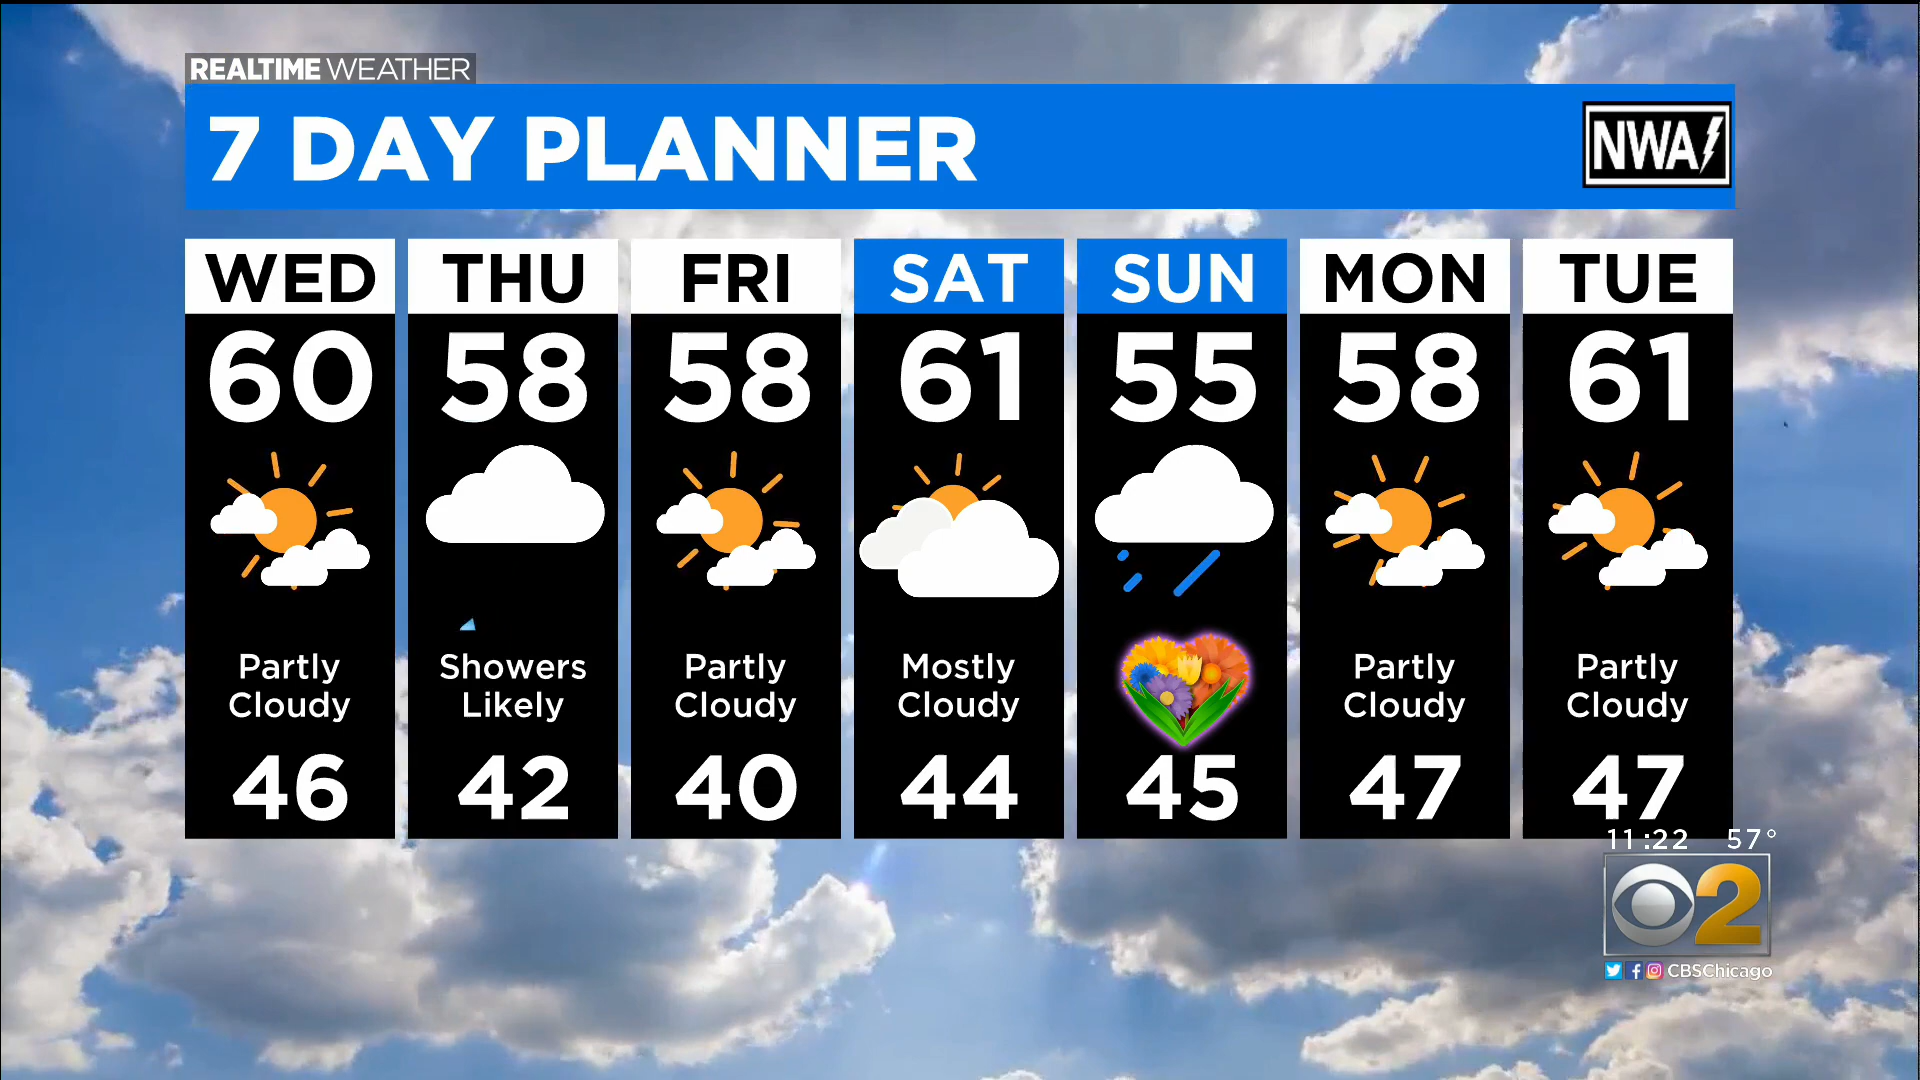 REALTIME WEATHER
7 DAY PLANNER
NWA
WED THU FRI SAT SUN MON TUE
60 58 58 61 55 58 61
Partly Showers Partly Mostly Partly Partly
Cloudy Likely Cloudy Cloudy Cloudy Cloudy
46 42 40 44 45 47 47
11:22 57°
2
CBSChicago